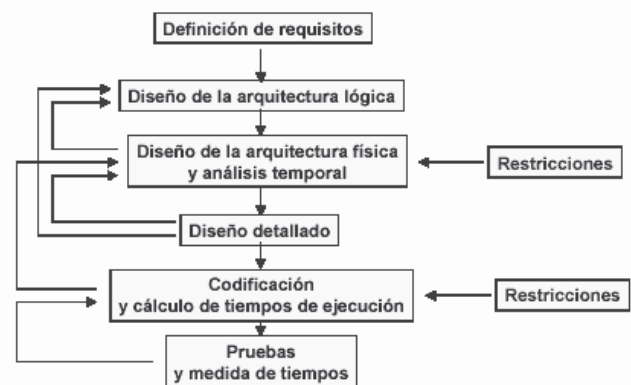 Definición de requisitos
Diseño de la arquitectura lógica
Diseño de la arquitectura física
y análisis temporal
Restricciones
Diseño detallado
Codificación
y cálculo de tiempos de ejecución
Restricciones
Pruebas
y medida de tiempos